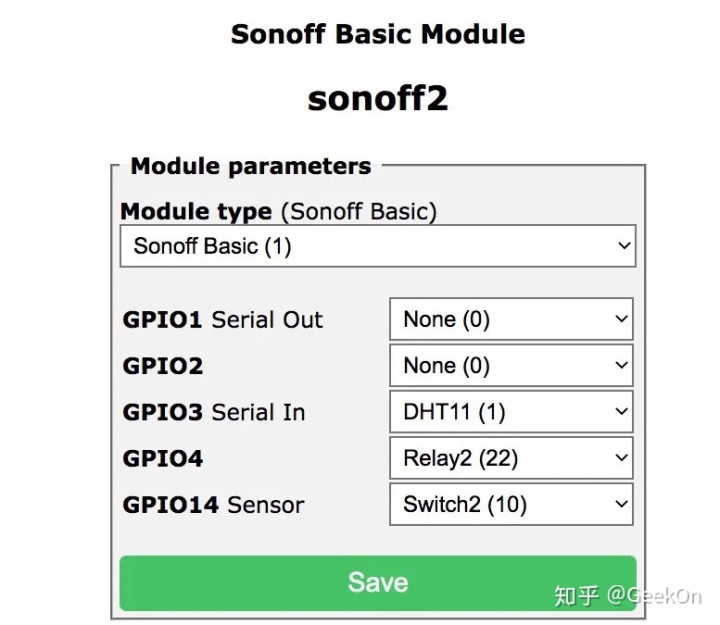 Sonoff Basic Module
sonoff2
Module parameters
Module type (Sonoff Basic)
Sonoff Basic (1)
GPIO1 Serial Out None (0)
GPIO2 None (0)
GPIO3 Serial In DHT11 (1)
GPIO4 Relay2 (22)
GPIO14 Sensor Switch2 (10)
Save
知乎 @GeekOn